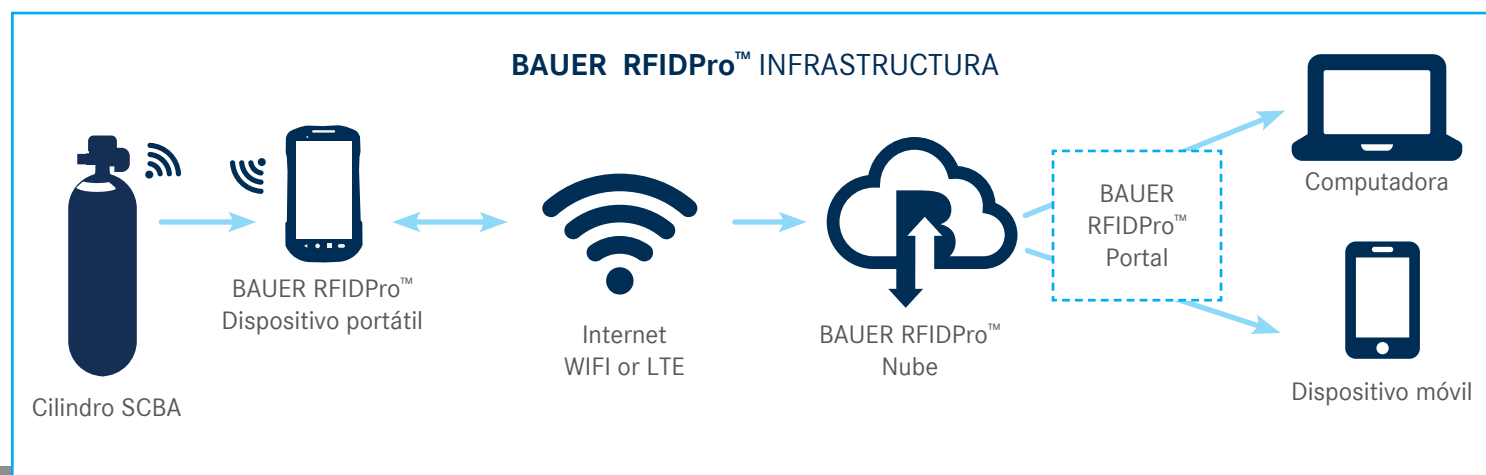 BAUER RFIDPro™ INFRASTRUCTURA
Cilindro SCBA
BAUER RFIDPro™
Dispositivo portátil
Internet
WIFI or LTE
BAUER RFIDPro™
Nube
BAUER
RFIDPro™
Portal
Computadora
Dispositivo móvil